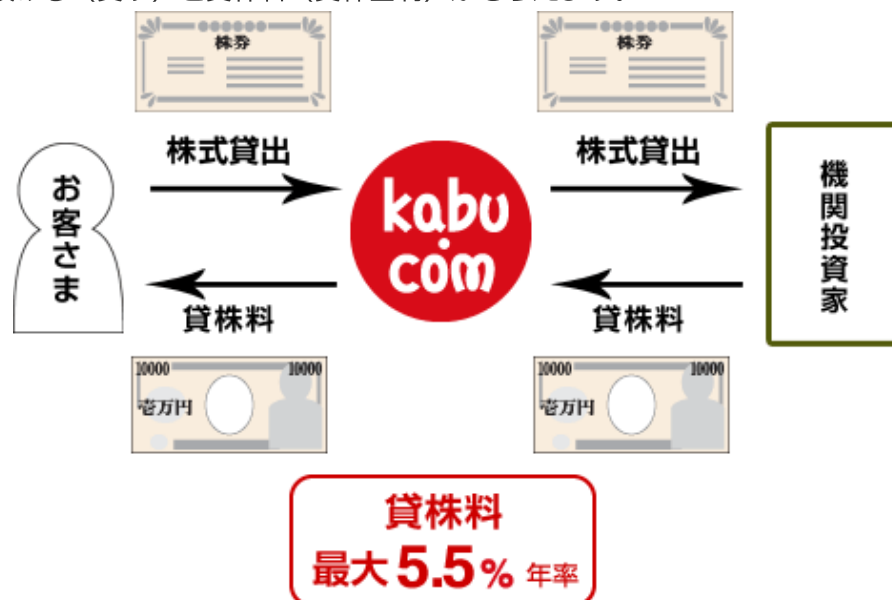 株券
株券
株式貸出
株式貸出
お客さま
kabu
.com
機関投資家
貸株料
貸株料
10000 10000
壱万円
10000 10000
壱万円
貸株料
最大5.5% 年率